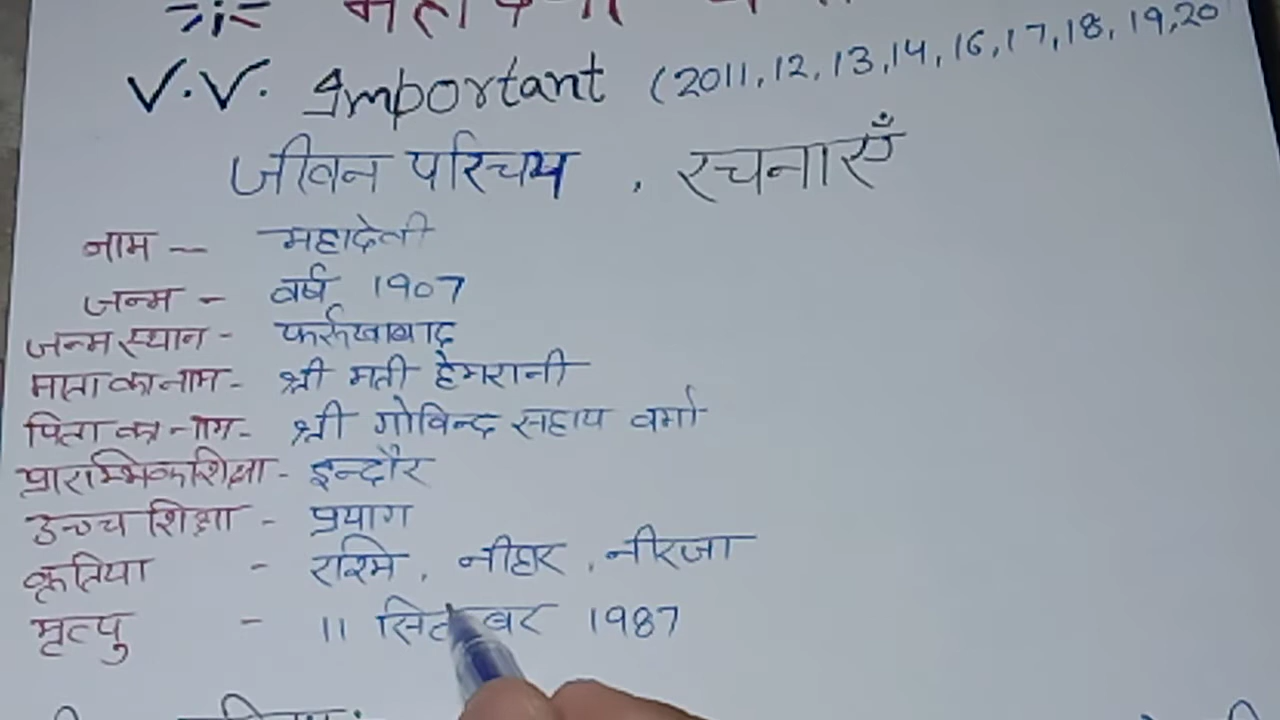 V.V. Important (2011, 12, 13, 14, 16, 17, 18, 19, 20
जीवन परिचय , रचनाएँ
नाम - महादेवी
जन्म - वर्ष 1907
जन्म स्थान - फर्रुखाबाद
माता का नाम - श्री मती हेमरानी
पिता का नाम - श्री गोविन्द सहाय वर्मा
प्रारम्भिक शिक्षा - इन्दौर
उच्च शिक्षा - प्रयाग
कृतिया - रश्मि , नीहार , नीरजा
मृत्यु - 11 सितम्बर 1987